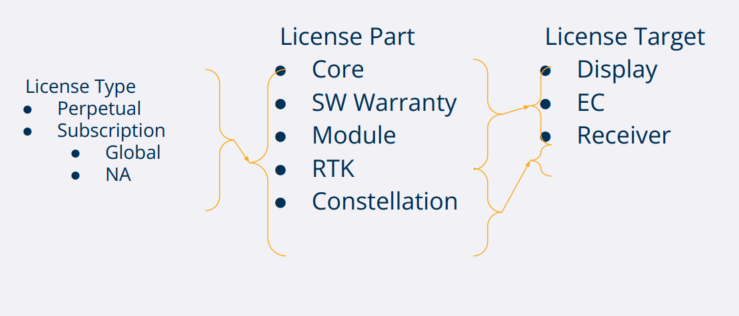 License Type
● Perpetual
● Subscription
● Global
● NA
License Part
● Core
● SW Warranty
● Module
● RTK
● Constellation
License Target
● Display
● EC
● Receiver